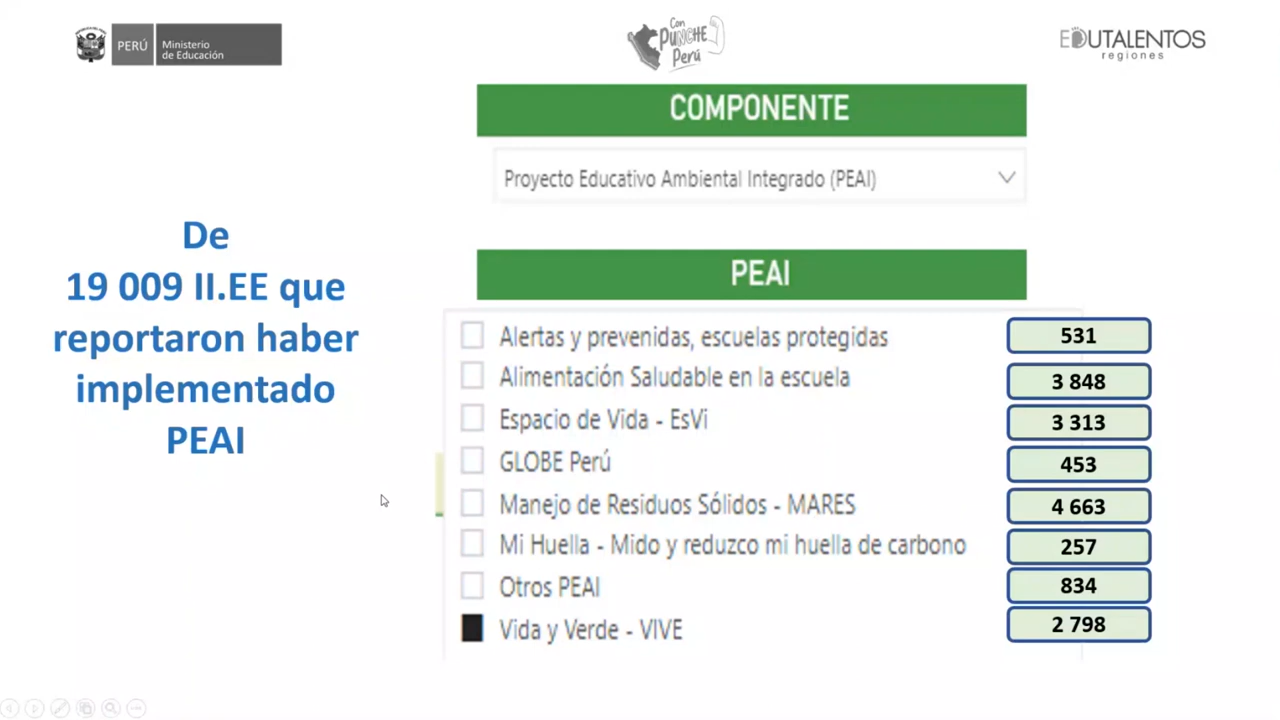 PERÚ
Ministerio
de Educación
Con
PUNCHE
Perú
EDUTALENTOS
regiones
COMPONENTE
Proyecto Educativo Ambiental Integrado (PEAI)
De
19 009 II.EE que
reportaron haber
implementado
PEAI
PEAI
Alertas y prevenidas, escuelas protegidas 531
Alimentación Saludable en la escuela 3 848
Espacio de Vida - EsVi 3 313
GLOBE Perú 453
Manejo de Residuos Sólidos - MARES 4 663
Mi Huella - Mido y reduzco mi huella de carbono 257
Otros PEAI 834
Vida y Verde - VIVE 2 798